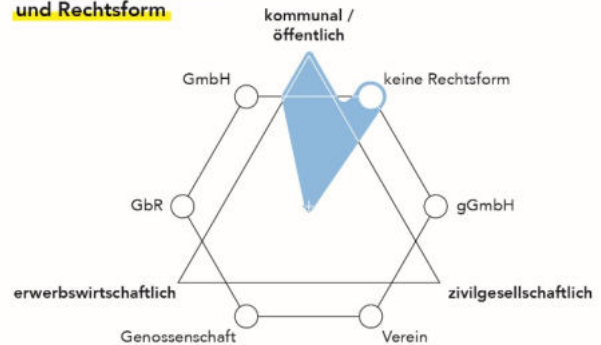 und Rechtsform
kommunal /
öffentlich
GmbH
keine Rechtsform
GbR
gGmbH
erwerbswirtschaftlich
zivilgesellschaftlich
Genossenschaft
Verein